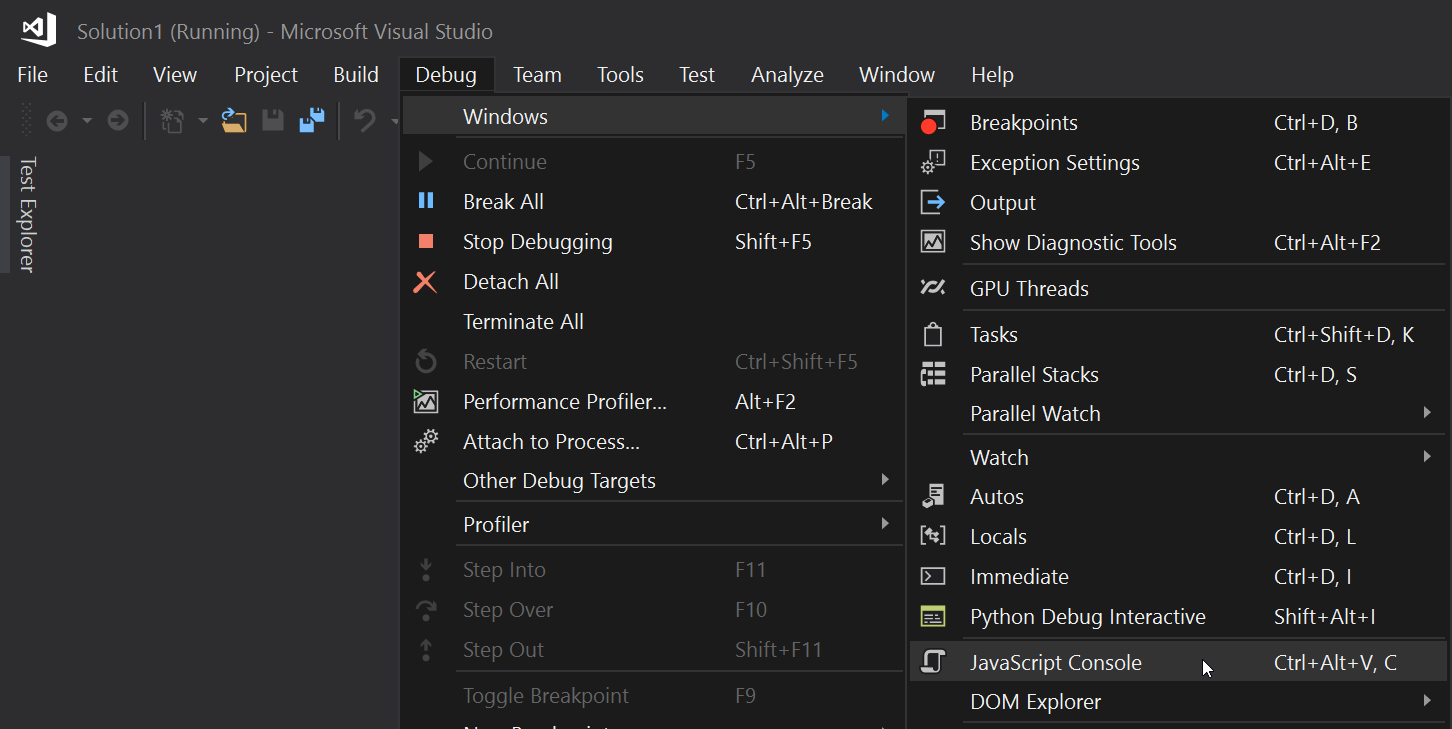 Solution1 (Running) - Microsoft Visual Studio
File Edit View Project Build Debug Team Tools Test Analyze Window Help
Test Explorer
Windows
Continue F5
Break All Ctrl+Alt+Break
Stop Debugging Shift+F5
Detach All
Terminate All
Restart Ctrl+Shift+F5
Performance Profiler... Alt+F2
Attach to Process... Ctrl+Alt+P
Other Debug Targets
Profiler
Step Into F11
Step Over F10
Step Out Shift+F11
Toggle Breakpoint F9
Breakpoints Ctrl+D, B
Exception Settings Ctrl+Alt+E
Output
Show Diagnostic Tools Ctrl+Alt+F2
GPU Threads
Tasks Ctrl+Shift+D, K
Parallel Stacks Ctrl+D, S
Parallel Watch
Watch
Autos Ctrl+D, A
Locals Ctrl+D, L
Immediate Ctrl+D, I
Python Debug Interactive Shift+Alt+I
JavaScript Console Ctrl+Alt+V, C
DOM Explorer